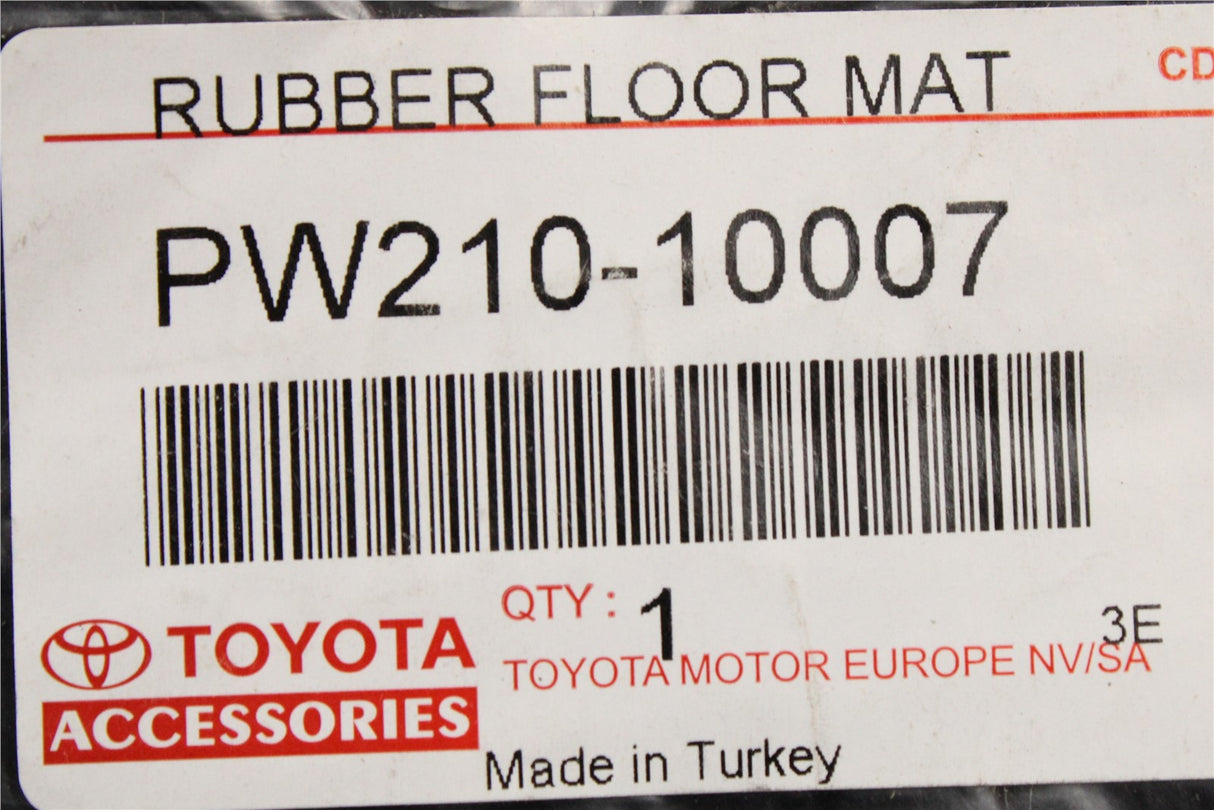 RUBBER FLOOR MAT
CD
PW210-10007
QTY : 1
3E
TOYOTA
TOYOTA MOTOR EUROPE NV/SA
ACCESSORIES
Made in Turkey